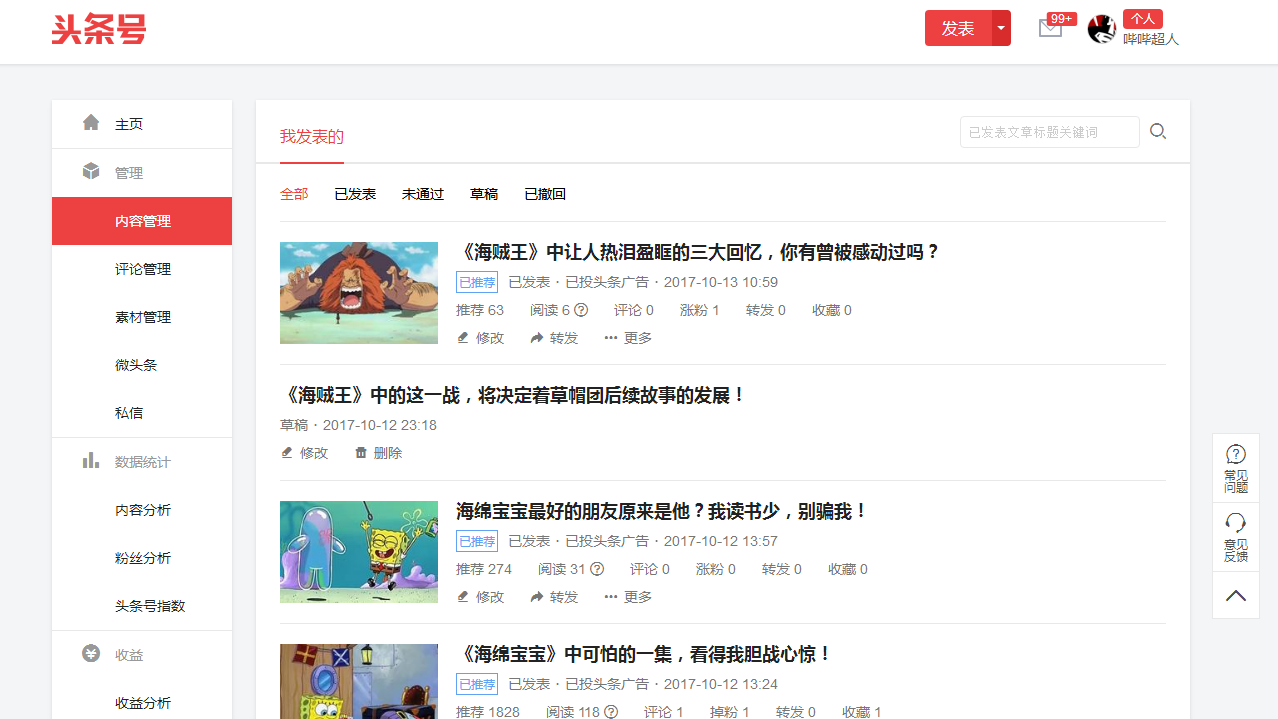 头条号
发表
99+
个人
哔哔超人
主页
管理
内容管理
评论管理
素材管理
微头条
私信
数据统计
内容分析
粉丝分析
头条号指数
收益
收益分析
我发表的
已发表文章标题关键词
全部 已发表 未通过 草稿 已撤回
《海贼王》中让人热泪盈眶的三大回忆，你有曾被感动过吗？
已推荐 已发表 · 已投头条广告 · 2017-10-13 10:59
推荐 63 阅读 6 ? 评论 0 涨粉 1 转发 0 收藏 0
修改 转发 ··· 更多
《海贼王》中的这一战，将决定着草帽团后续故事的发展！
草稿 · 2017-10-12 23:18
修改 删除
海绵宝宝最好的朋友原来是他？我读书少，别骗我！
已推荐 已发表 · 已投头条广告 · 2017-10-12 13:57
推荐 274 阅读 31 ? 评论 0 涨粉 0 转发 0 收藏 0
修改 转发 ··· 更多
《海绵宝宝》中可怕的一集，看得我胆战心惊！
已推荐 已发表 · 已投头条广告 · 2017-10-12 13:24
推荐 1828 阅读 118 ? 评论 1 掉粉 1 转发 0 收藏 1
?
常见
问题
意见
反馈